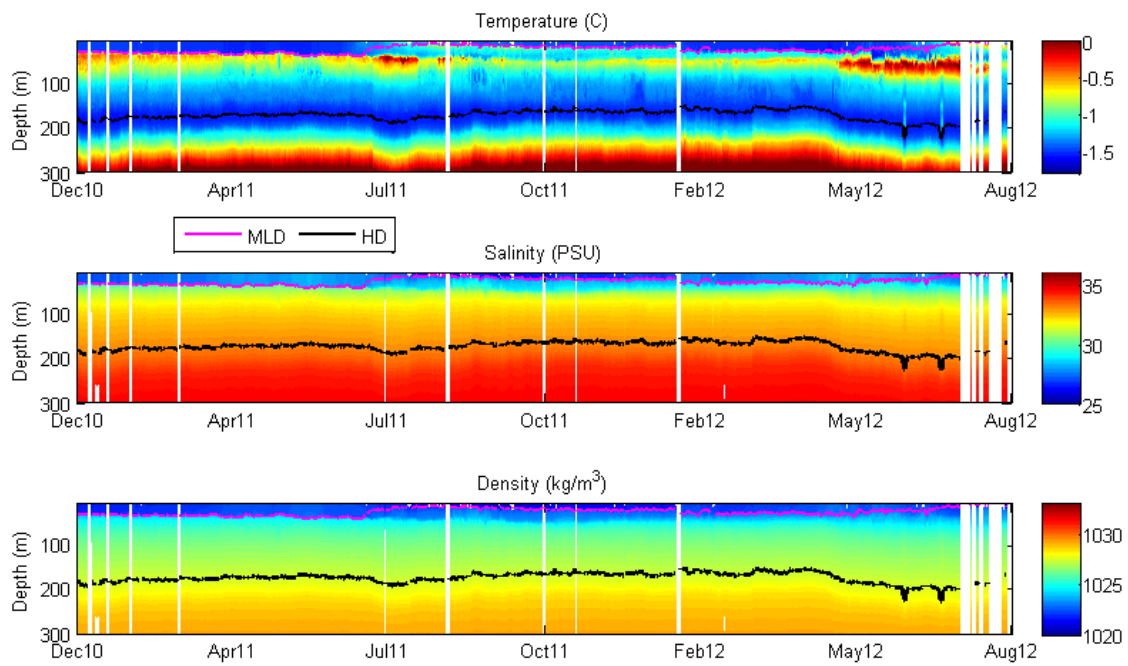 Temperature (C)
Depth (m)
100
200
300
Dec10 Apr11 Jul11 Oct11 Feb12 May12 Aug12
0
-0.5
-1
-1.5
MLD HD
Salinity (PSU)
Depth (m)
100
200
300
Dec10 Apr11 Jul11 Oct11 Feb12 May12 Aug12
35
30
25
Density (kg/m³)
Depth (m)
100
200
300
Dec10 Apr11 Jul11 Oct11 Feb12 May12 Aug12
1030
1025
1020